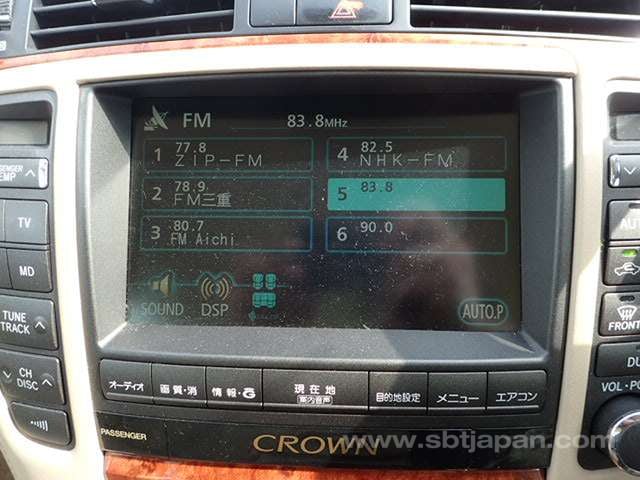 FM 83.8MHz
1 77.8 ZIP-FM
4 82.5 NHK-FM
2 78.9 FM三重
5 83.8
3 80.7 FM Aichi
6 90.0
SOUND DSP
AUTO.P
TEMP
TV
MD
TUNE
TRACK
CH
DISC
FRONT
オーディオ 画質・消 情報・G 現在地 案内音声 目的地設定 メニュー エアコン
PASSENGER
CROWN
www.sbtjapan.com